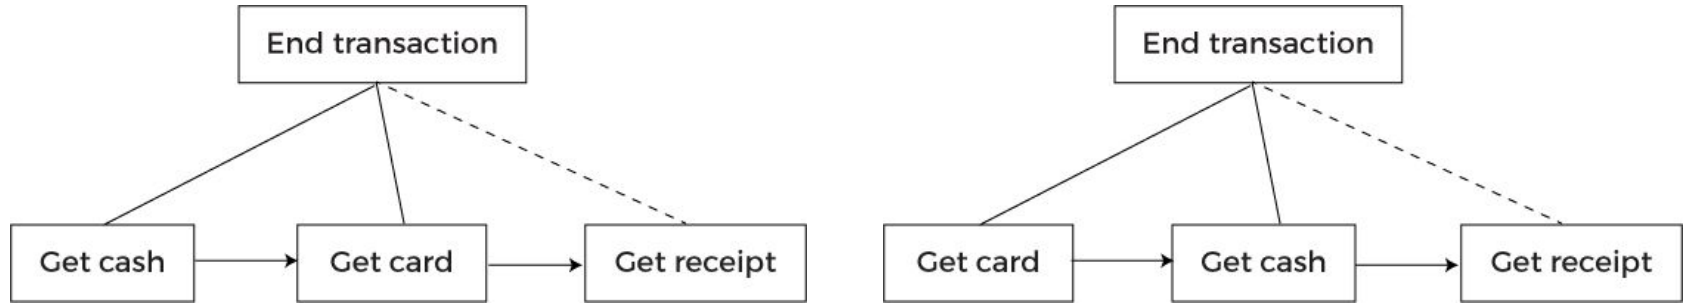 End transaction
Get cash
Get card
Get receipt
End transaction
Get card
Get cash
Get receipt